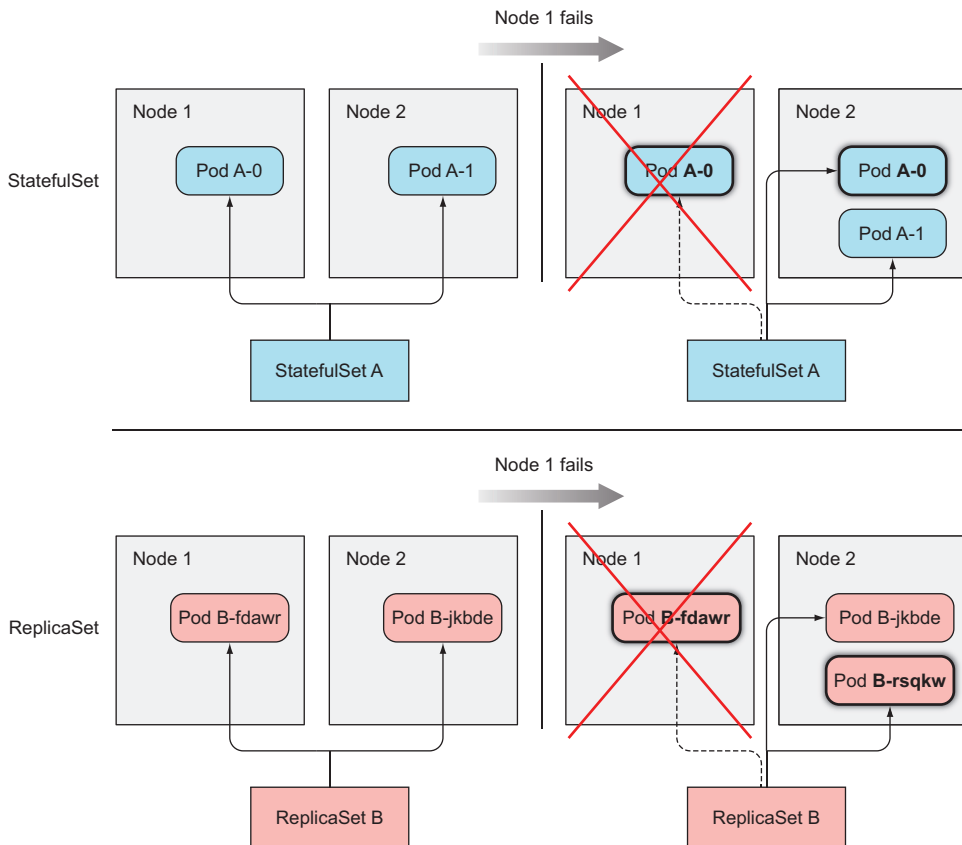 Node 1 fails
Node 1
Node 2
Node 1
Node 2
StatefulSet
Pod A-0
Pod A-1
Pod A-0
Pod A-0
Pod A-1
StatefulSet A
StatefulSet A
Node 1 fails
Node 1
Node 2
Node 1
Node 2
ReplicaSet
Pod B-fdawr
Pod B-jkbde
Pod B-fdawr
Pod B-jkbde
Pod B-rsqkw
ReplicaSet B
ReplicaSet B